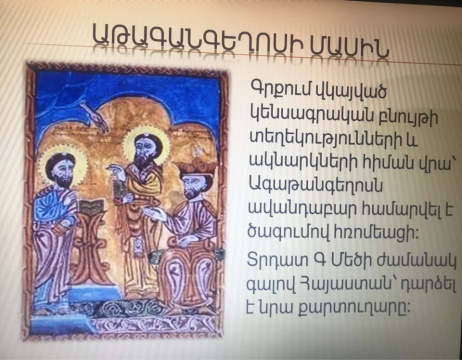 ԱԹԱԳԱՆԳԵՂՈՍԻ ՄԱՍԻՆ
Գրքում վկայված
կենսագրական բնույթի
տեղեկությունների և
ակնարկների հիման վրա՝
Ագաթանգեղոսն
ավանդաբար համարվել է
ծագումով հռոմեացի:
Տրդատ Գ Մեծի ժամանակ
գալով Հայաստան՝ դարձել
է նրա քարտուղարը: